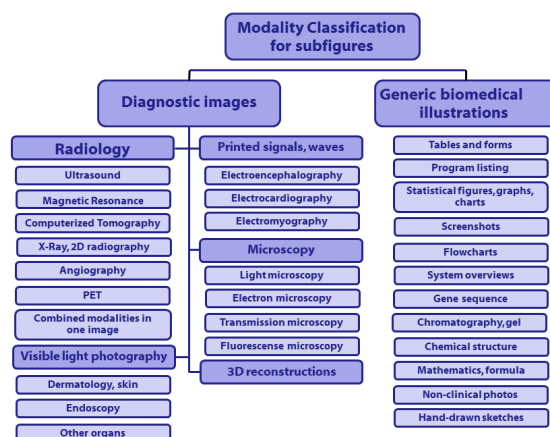 Modality Classification
for subfigures
Diagnostic images
Generic biomedical
illustrations
Radiology
Ultrasound
Magnetic Resonance
Computerized Tomography
X-Ray, 2D radiography
Angiography
PET
Combined modalities in
one image
Visible light photography
Dermatology, skin
Endoscopy
Other organs
Printed signals, waves
Electroencephalography
Electrocardiography
Electromyography
Microscopy
Light microscopy
Electron microscopy
Transmission microscopy
Fluorescense microscopy
3D reconstructions
Tables and forms
Program listing
Statistical figures, graphs,
charts
Screenshots
Flowcharts
System overviews
Gene sequence
Chromatography, gel
Chemical structure
Mathematics, formula
Non-clinical photos
Hand-drawn sketches